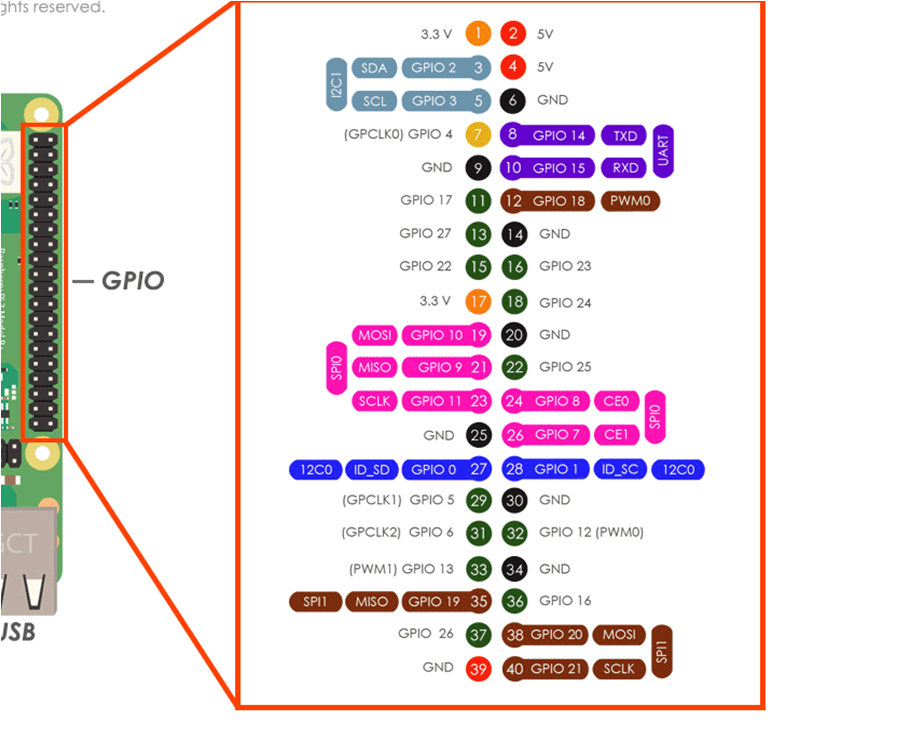 ghts reserved.
3.3 V 1 2 5V
I2C1 SDA GPIO 2 3 4 5V
SCL GPIO 3 5 6 GND
(GPCLK0) GPIO 4 7 8 GPIO 14 TXD UART
GND 9 10 GPIO 15 RXD
GPIO 17 11 12 GPIO 18 PWM0
GPIO 27 13 14 GND
GPIO 22 15 16 GPIO 23
3.3 V 17 18 GPIO 24
SPI0 MOSI GPIO 10 19 20 GND
MISO GPIO 9 21 22 GPIO 25
SCLK GPIO 11 23 24 GPIO 8 CE0 SPI0
GND 25 26 GPIO 7 CE1
12C0 ID_SD GPIO 0 27 28 GPIO 1 ID_SC 12C0
(GPCLK1) GPIO 5 29 30 GND
(GPCLK2) GPIO 6 31 32 GPIO 12 (PWM0)
(PWM1) GPIO 13 33 34 GND
SPI1 MISO GPIO 19 35 36 GPIO 16
GPIO 26 37 38 GPIO 20 MOSI SPI1
GND 39 40 GPIO 21 SCLK
GPIO
USB